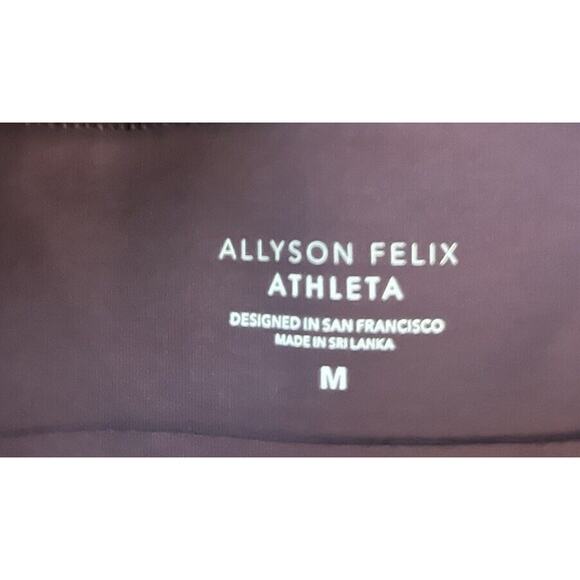 ALLYSON FELIX
ATHLETA
DESIGNED IN SAN FRANCISCO
MADE IN SRI LANKA
M